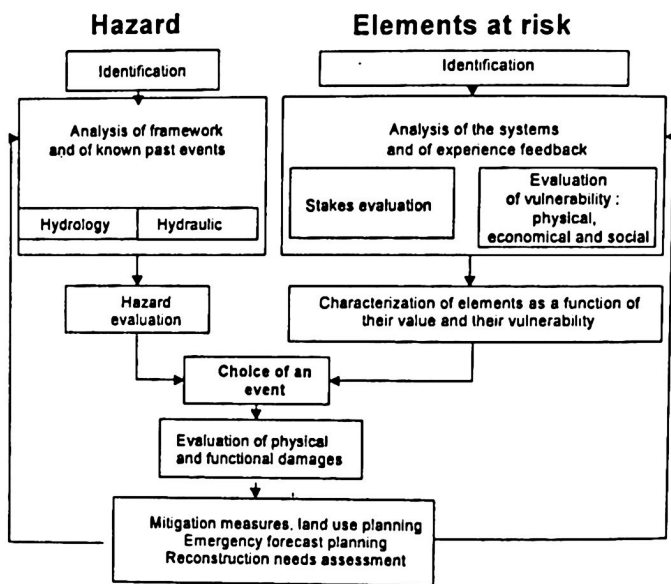 Hazard
Elements at risk
Identification
Identification
Analysis of framework
and of known past events
Hydrology
Hydraulic
Analysis of the systems
and of experience feedback
Stakes evaluation
Evaluation
of vulnerability :
physical,
economical and social
Hazard
evaluation
Characterization of elements as a function of
their value and their vulnerability
Choice of an
event
Evaluation of physical
and functional damages
Mitigation measures, land use planning
Emergency forecast planning
Reconstruction needs assessment